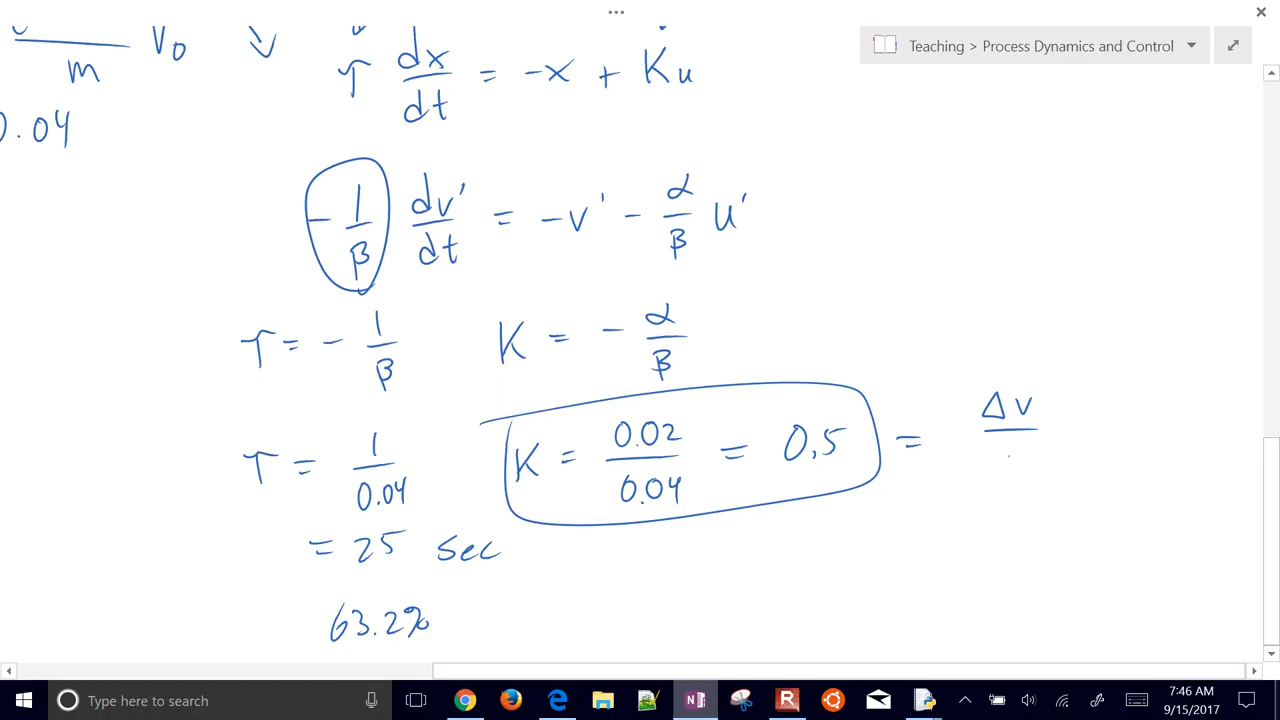 Teaching > Process Dynamics and Control
m v₀ v
τ dx/dt = -x + Ku
0.04
- 1/β dv'/dt = -v' - α/β u'
τ = - 1/β K = - α/β
τ = 1/0.04 K = 0.02/0.04 = 0.5 = Δv
= 25 sec
63.2%
Type here to search
7:46 AM
9/15/2017